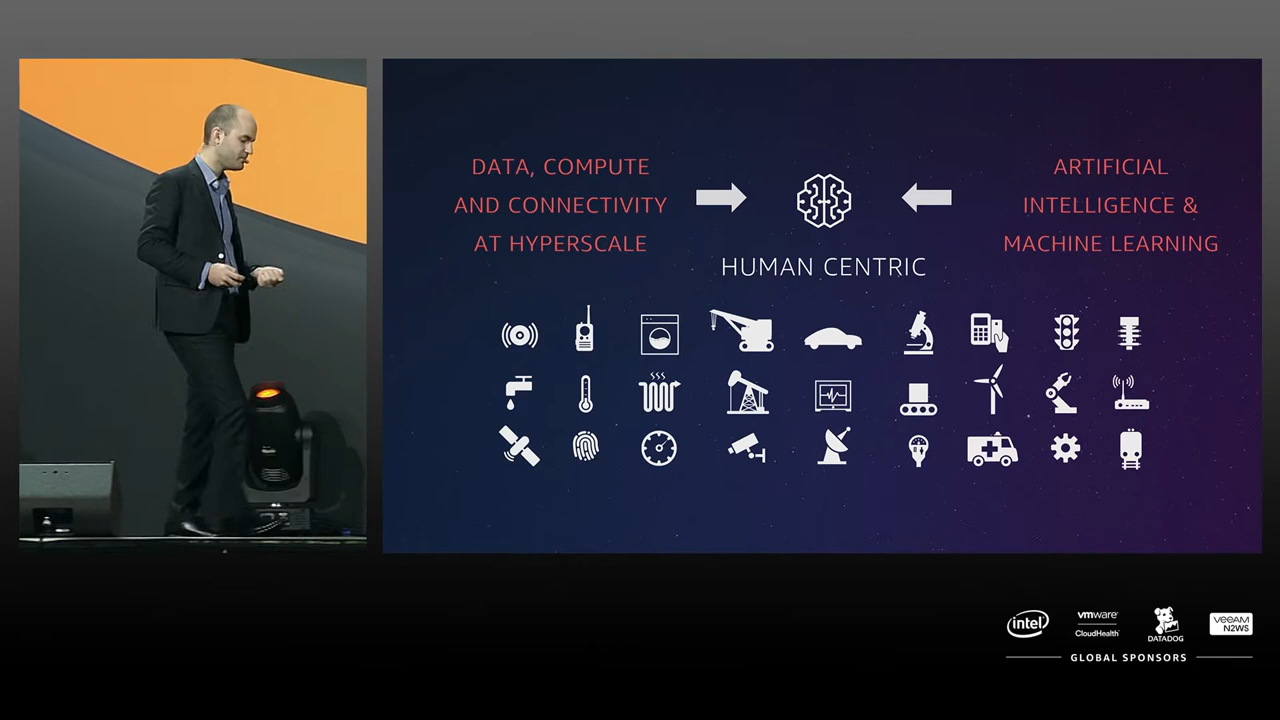 DATA, COMPUTE
AND CONNECTIVITY
AT HYPERSCALE
HUMAN CENTRIC
ARTIFICIAL
INTELLIGENCE &
MACHINE LEARNING
intel
vmware
CloudHealth
DATADOG
VEEAM
N2WS
GLOBAL SPONSORS